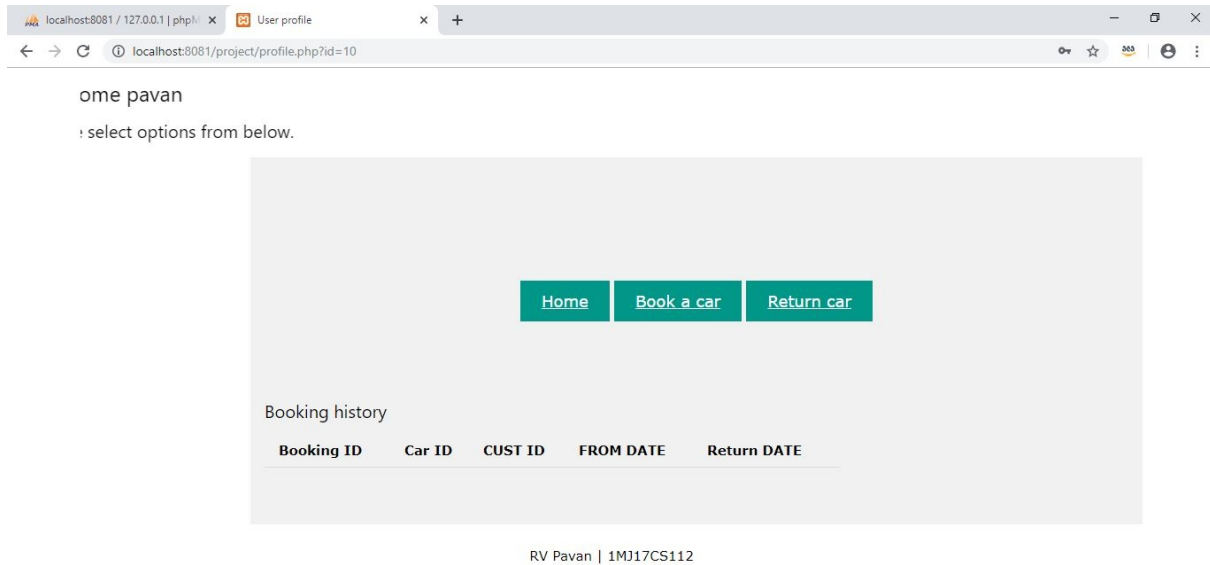 localhost:8081 / 127.0.0.1 | phpM
User profile
localhost:8081/project/profile.php?id=10
ome pavan
select options from below.
Home Book a car Return car
Booking history
Booking ID Car ID CUST ID FROM DATE Return DATE
RV Pavan | 1MJ17CS112